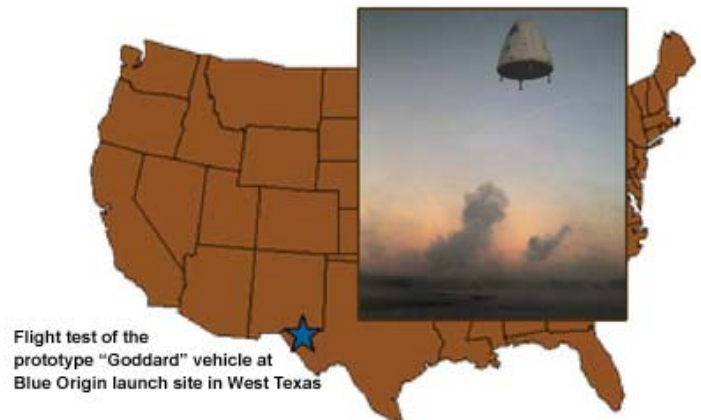 Flight test of the
prototype “Goddard” vehicle at
Blue Origin launch site in West Texas